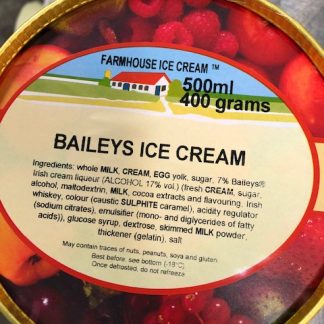 FARMHOUSE ICE CREAM ™
500ml
400 grams
BAILEYS ICE CREAM
Ingredients: whole MILK, CREAM, EGG yolk, sugar, 7% Baileys®
Irish cream liqueur (ALCOHOL 17% vol.) (fresh CREAM, sugar,
alcohol, maltodextrin, MILK, cocoa extracts and flavouring, Irish
whiskey, colour (caustic SULPHITE caramel), acidity regulator
(sodium citrates), emulsifier (mono- and diglycerides of fatty
acids)), glucose syrup, dextrose, skimmed MILK powder,
thickener (gelatin), salt
May contain traces of nuts, peanuts, soya and gluten.
Best before: see bottom (-18°C)
Once defrosted, do not refreeze